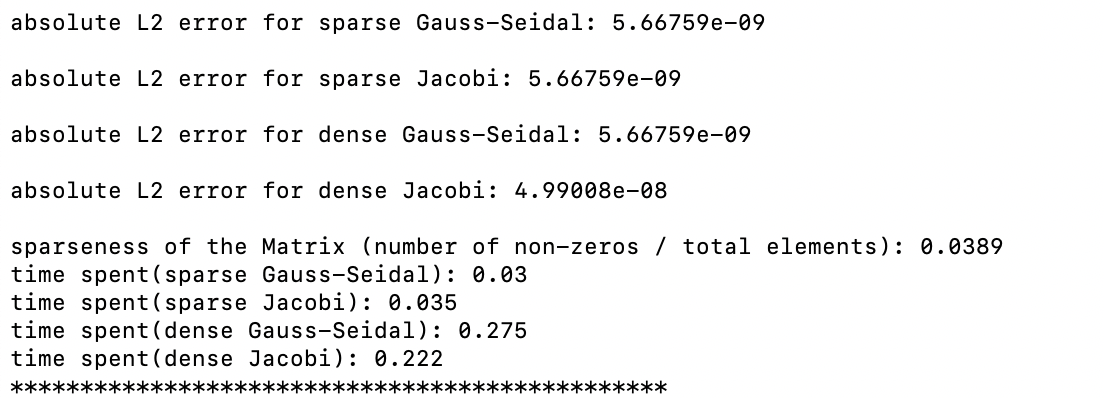 absolute L2 error for sparse Gauss-Seidal: 5.66759e-09
absolute L2 error for sparse Jacobi: 5.66759e-09
absolute L2 error for dense Gauss-Seidal: 5.66759e-09
absolute L2 error for dense Jacobi: 4.99008e-08
sparseness of the Matrix (number of non-zeros / total elements): 0.0389
time spent(sparse Gauss-Seidal): 0.03
time spent(sparse Jacobi): 0.035
time spent(dense Gauss-Seidal): 0.275
time spent(dense Jacobi): 0.222
***********************************************